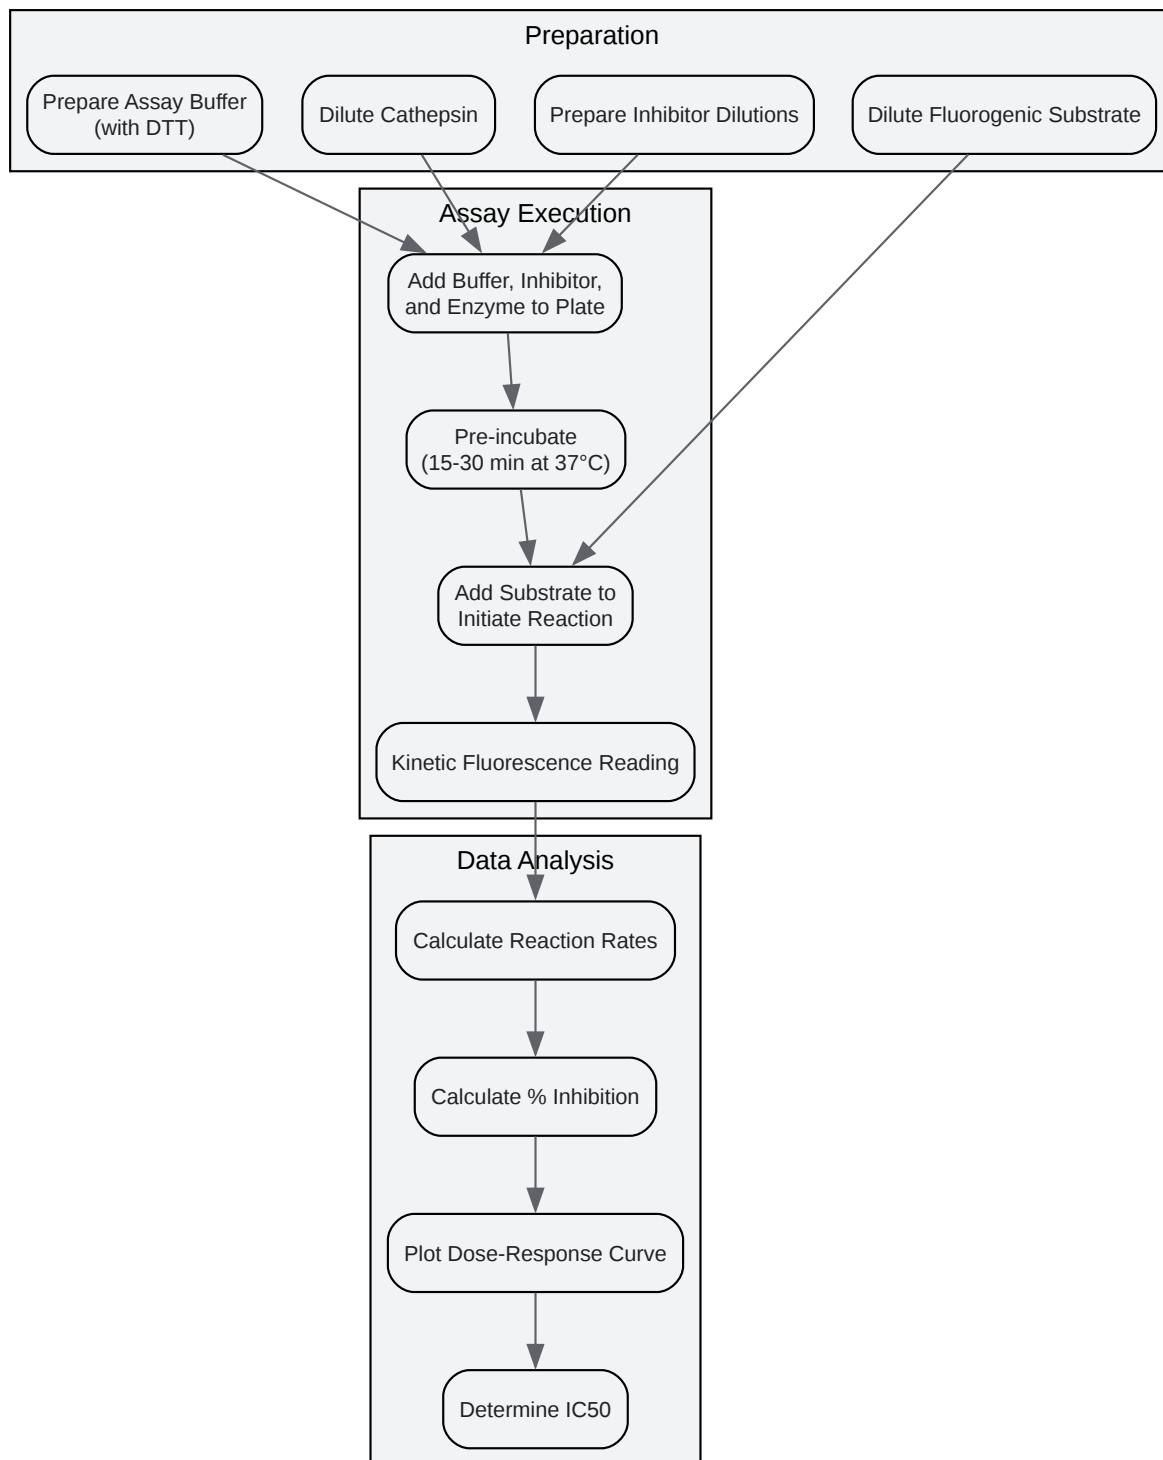 Preparation
Prepare Assay Buffer
(with DTT)
Dilute Cathepsin
Prepare Inhibitor Dilutions
Dilute Fluorogenic Substrate
Assay Execution
Add Buffer, Inhibitor,
and Enzyme to Plate
Pre-incubate
(15-30 min at 37°C)
Add Substrate to
Initiate Reaction
Kinetic Fluorescence Reading
Data Analysis
Calculate Reaction Rates
Calculate % Inhibition
Plot Dose-Response Curve
Determine IC50